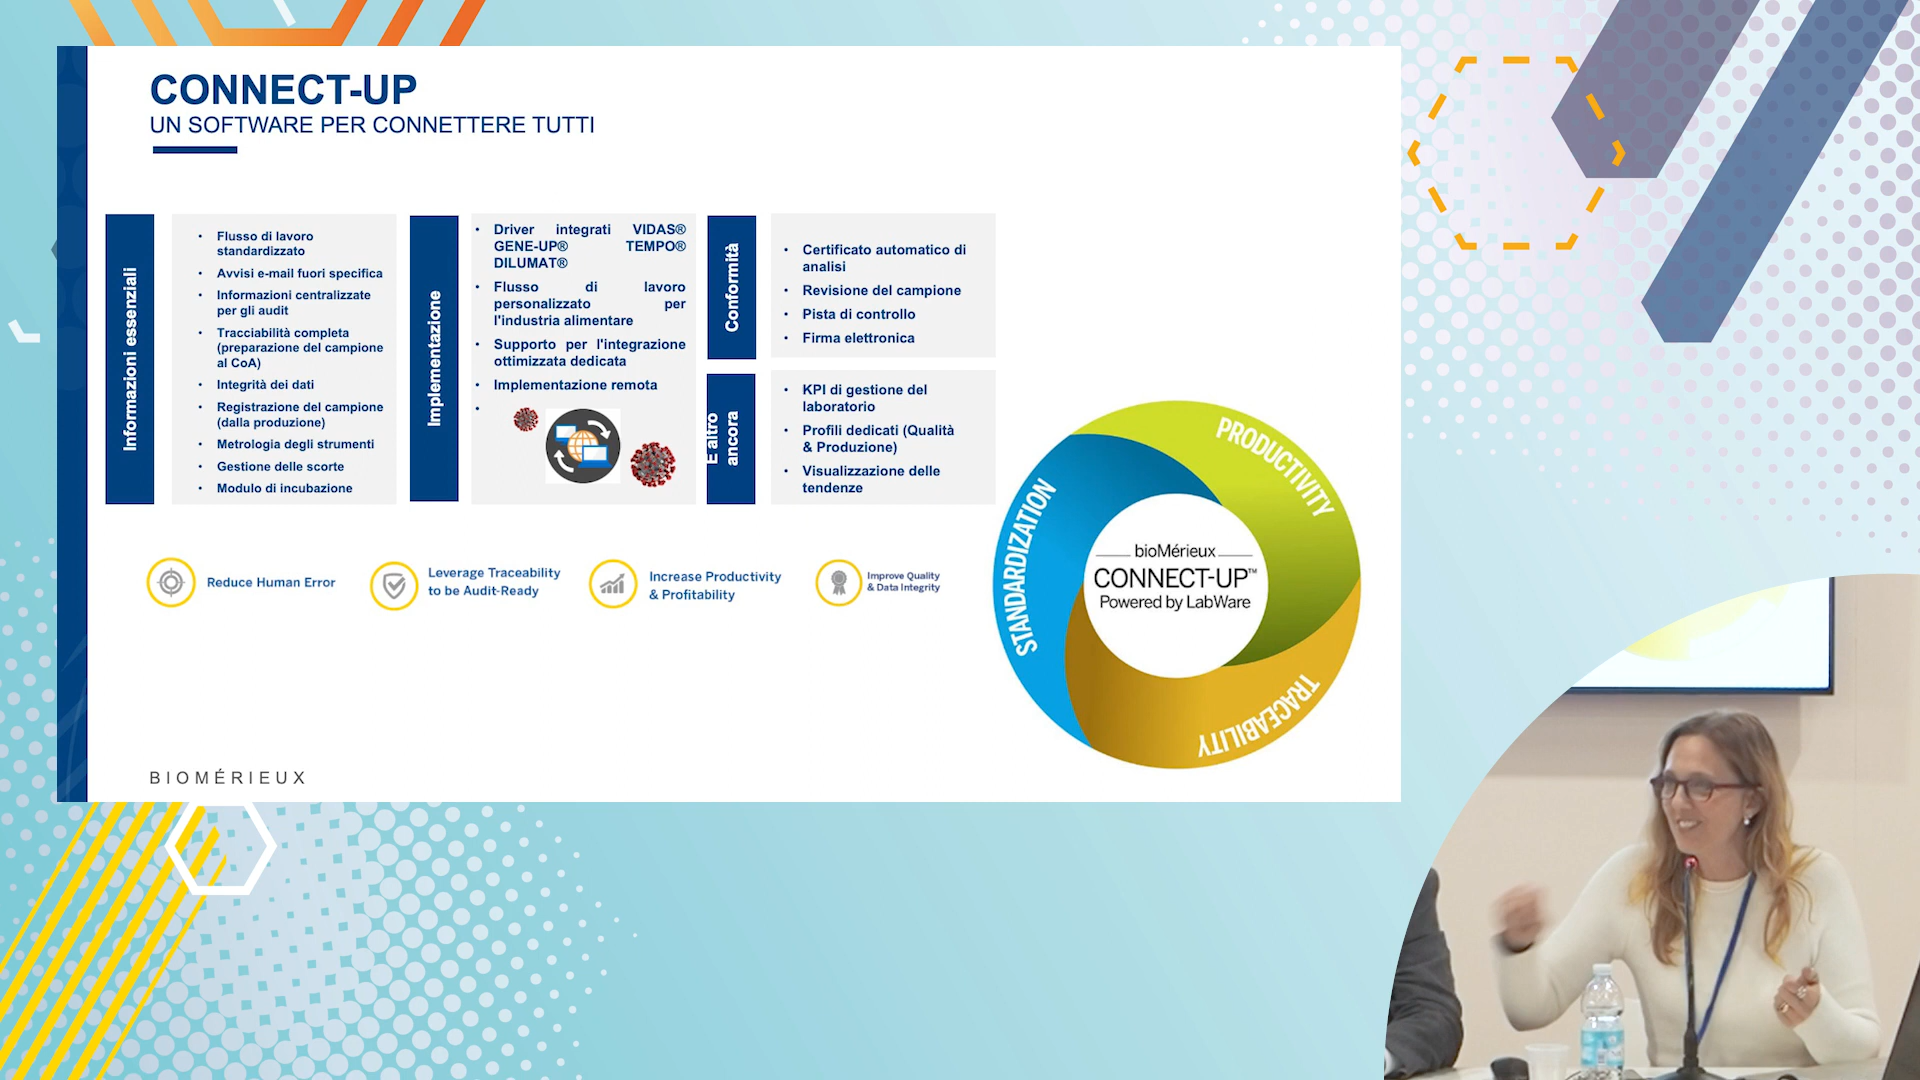 CONNECT-UP
UN SOFTWARE PER CONNETTERE TUTTI
Informazioni essenziali
• Flusso di lavoro
standardizzato
• Avvisi e-mail fuori specifica
• Informazioni centralizzate
per gli audit
• Tracciabilità completa
(preparazione del campione
al CoA)
• Integrità dei dati
• Registrazione del campione
(dalla produzione)
• Metrologia degli strumenti
• Gestione delle scorte
• Modulo di incubazione
Implementazione
• Driver integrati VIDAS®
GENE-UP® TEMPO®
DILUMAT®
• Flusso di lavoro
personalizzato per
l'industria alimentare
• Supporto per l'integrazione
ottimizzata dedicata
• Implementazione remota
•
Conformità
• Certificato automatico di
analisi
• Revisione del campione
• Pista di controllo
• Firma elettronica
E altro
ancora
• KPI di gestione del
laboratorio
• Profili dedicati (Qualità
& Produzione)
• Visualizzazione delle
tendenze
Reduce Human Error
Leverage Traceability
to be Audit-Ready
Increase Productivity
& Profitability
Improve Quality
& Data Integrity
STANDARDIZATION
PRODUCTIVITY
TRACEABILITY
bioMérieux
CONNECT-UP™
Powered by LabWare
BIOMÉRIEUX